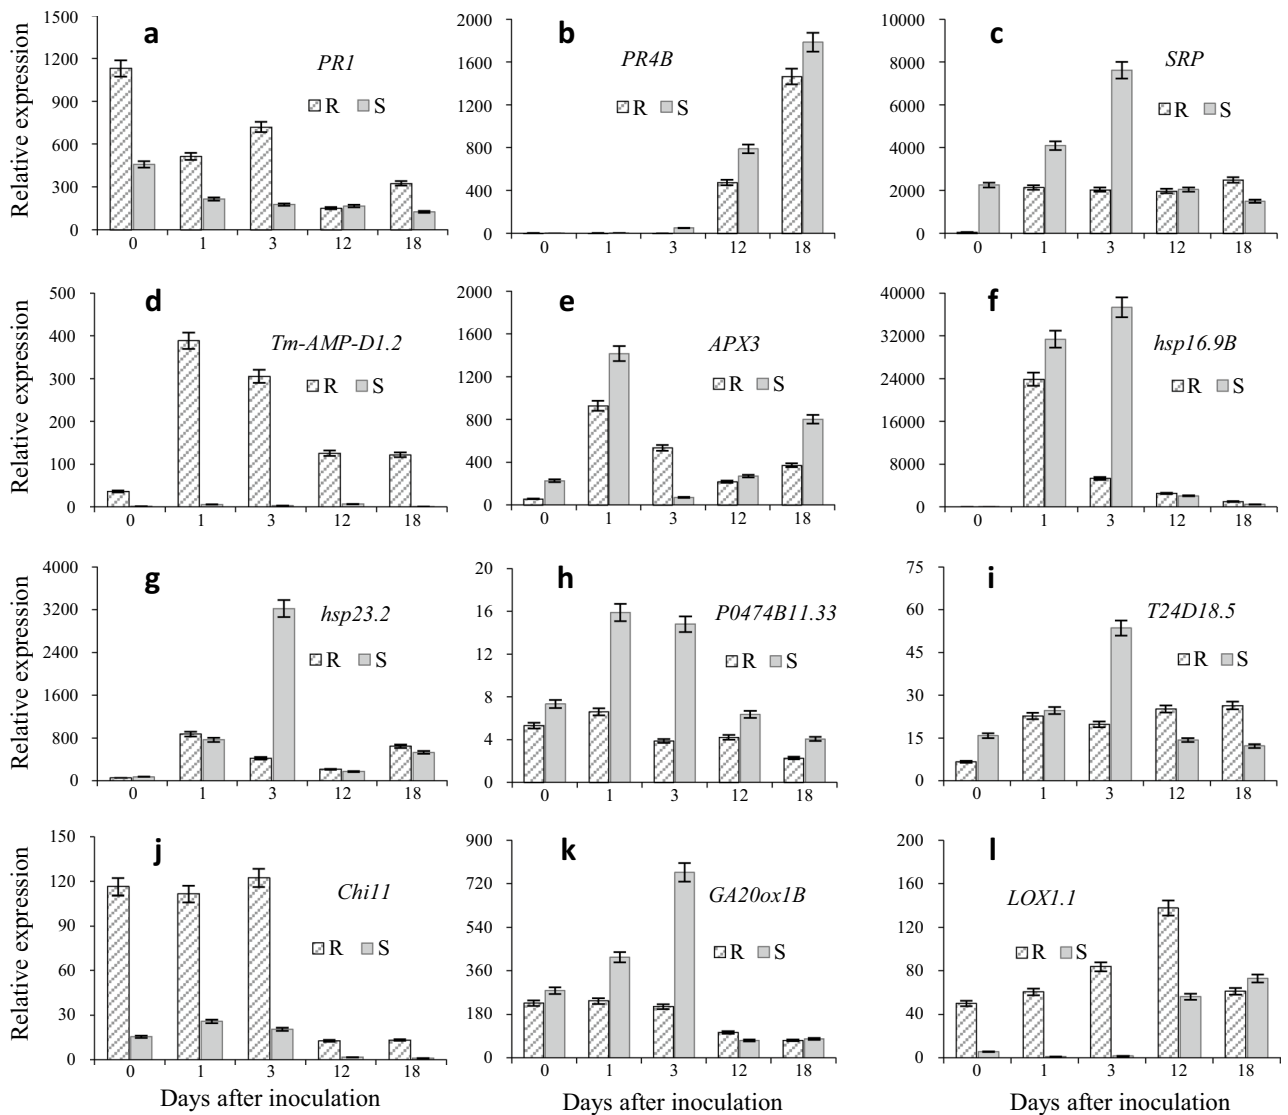 a
PR1
R S
Relative expression
1500
1200
900
600
300
0
0 1 3 12 18
b
PR4B
R S
2000
1600
1200
800
400
0
0 1 3 12 18
c
SRP
R S
10000
8000
6000
4000
2000
0
0 1 3 12 18
d
Tm-AMP-D1.2
R S
Relative expression
500
400
300
200
100
0
0 1 3 12 18
e
APX3
R S
2000
1600
1200
800
400
0
0 1 3 12 18
f
hsp16.9B
R S
40000
32000
24000
16000
8000
0
0 1 3 12 18
g
hsp23.2
R S
Relative expression
4000
3200
2400
1600
800
0
0 1 3 12 18
h
P0474B11.33
R S
20
16
12
8
4
0
0 1 3 12 18
i
T24D18.5
R S
75
60
45
30
15
0
0 1 3 12 18
j
Chi11
R S
Relative expression
150
120
90
60
30
0
0 1 3 12 18
Days after inoculation
k
GA20ox1B
R S
900
720
540
360
180
0
0 1 3 12 18
Days after inoculation
l
LOX1.1
R S
200
160
120
80
40
0
0 1 3 12 18
Days after inoculation